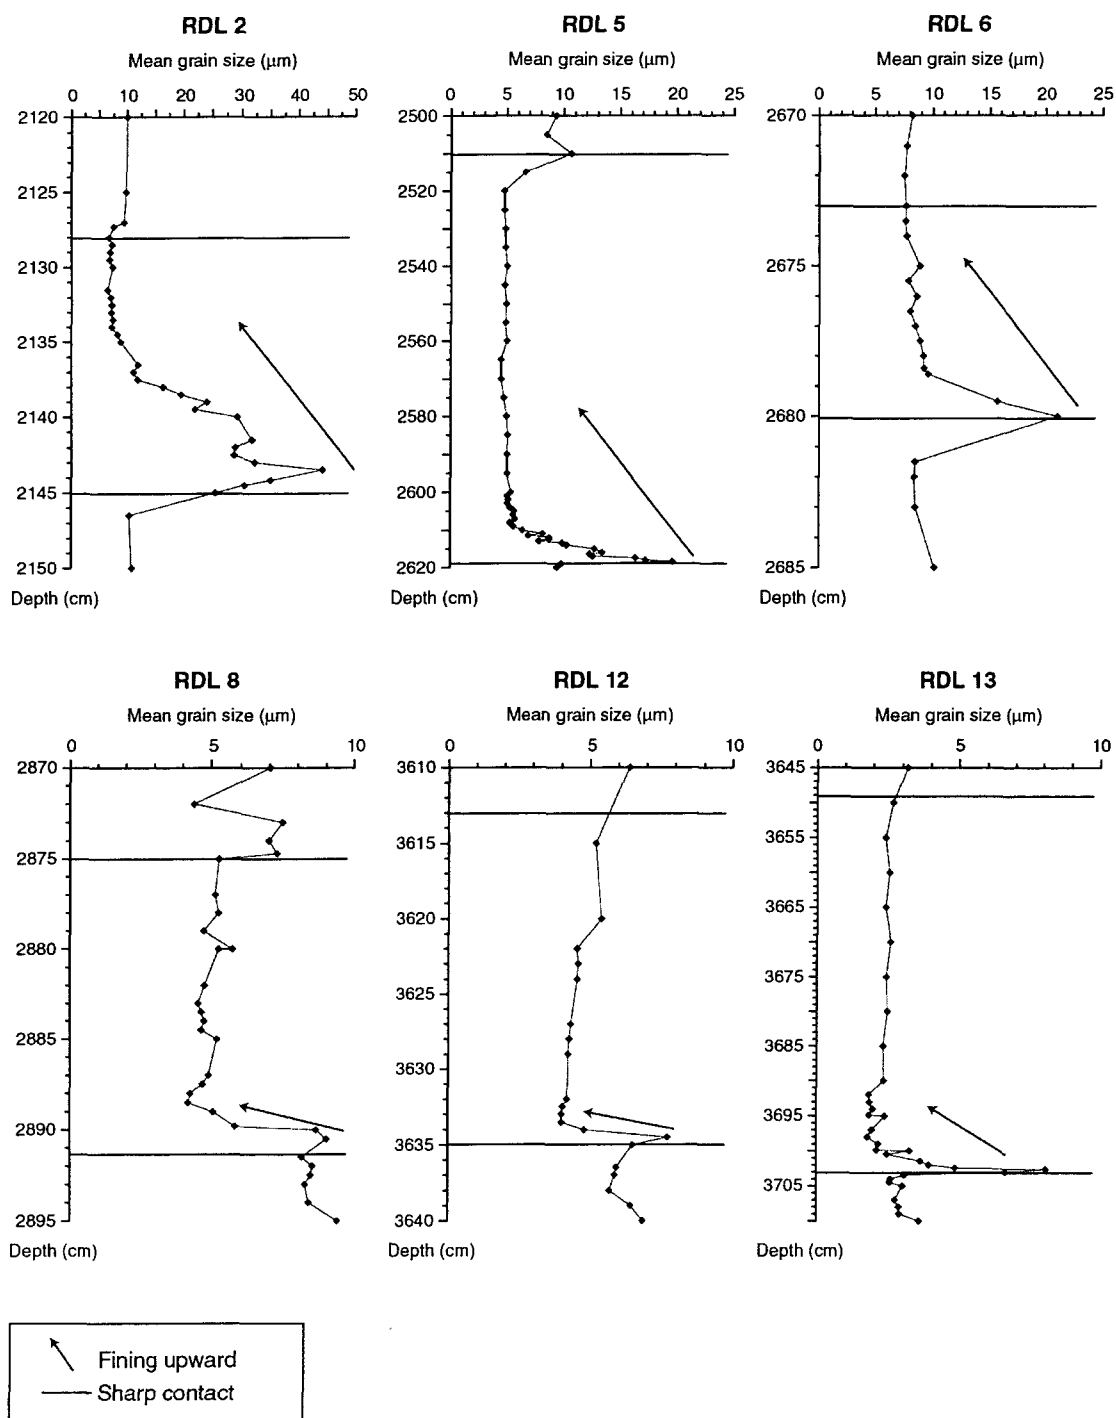 RDL 2
Mean grain size (µm)
0 10 20 30 40 50
2120
2125
2130
2135
2140
2145
2150
Depth (cm)
RDL 5
Mean grain size (µm)
0 5 10 15 20 25
2500
2520
2540
2560
2580
2600
2620
Depth (cm)
RDL 6
Mean grain size (µm)
0 5 10 15 20 25
2670
2675
2680
2685
Depth (cm)
RDL 8
Mean grain size (µm)
0 5 10
2870
2875
2880
2885
2890
2895
Depth (cm)
RDL 12
Mean grain size (µm)
0 5 10
3610
3615
3620
3625
3630
3635
3640
Depth (cm)
RDL 13
Mean grain size (µm)
0 5 10
3645
3655
3665
3675
3685
3695
3705
Depth (cm)
Fining upward
Sharp contact